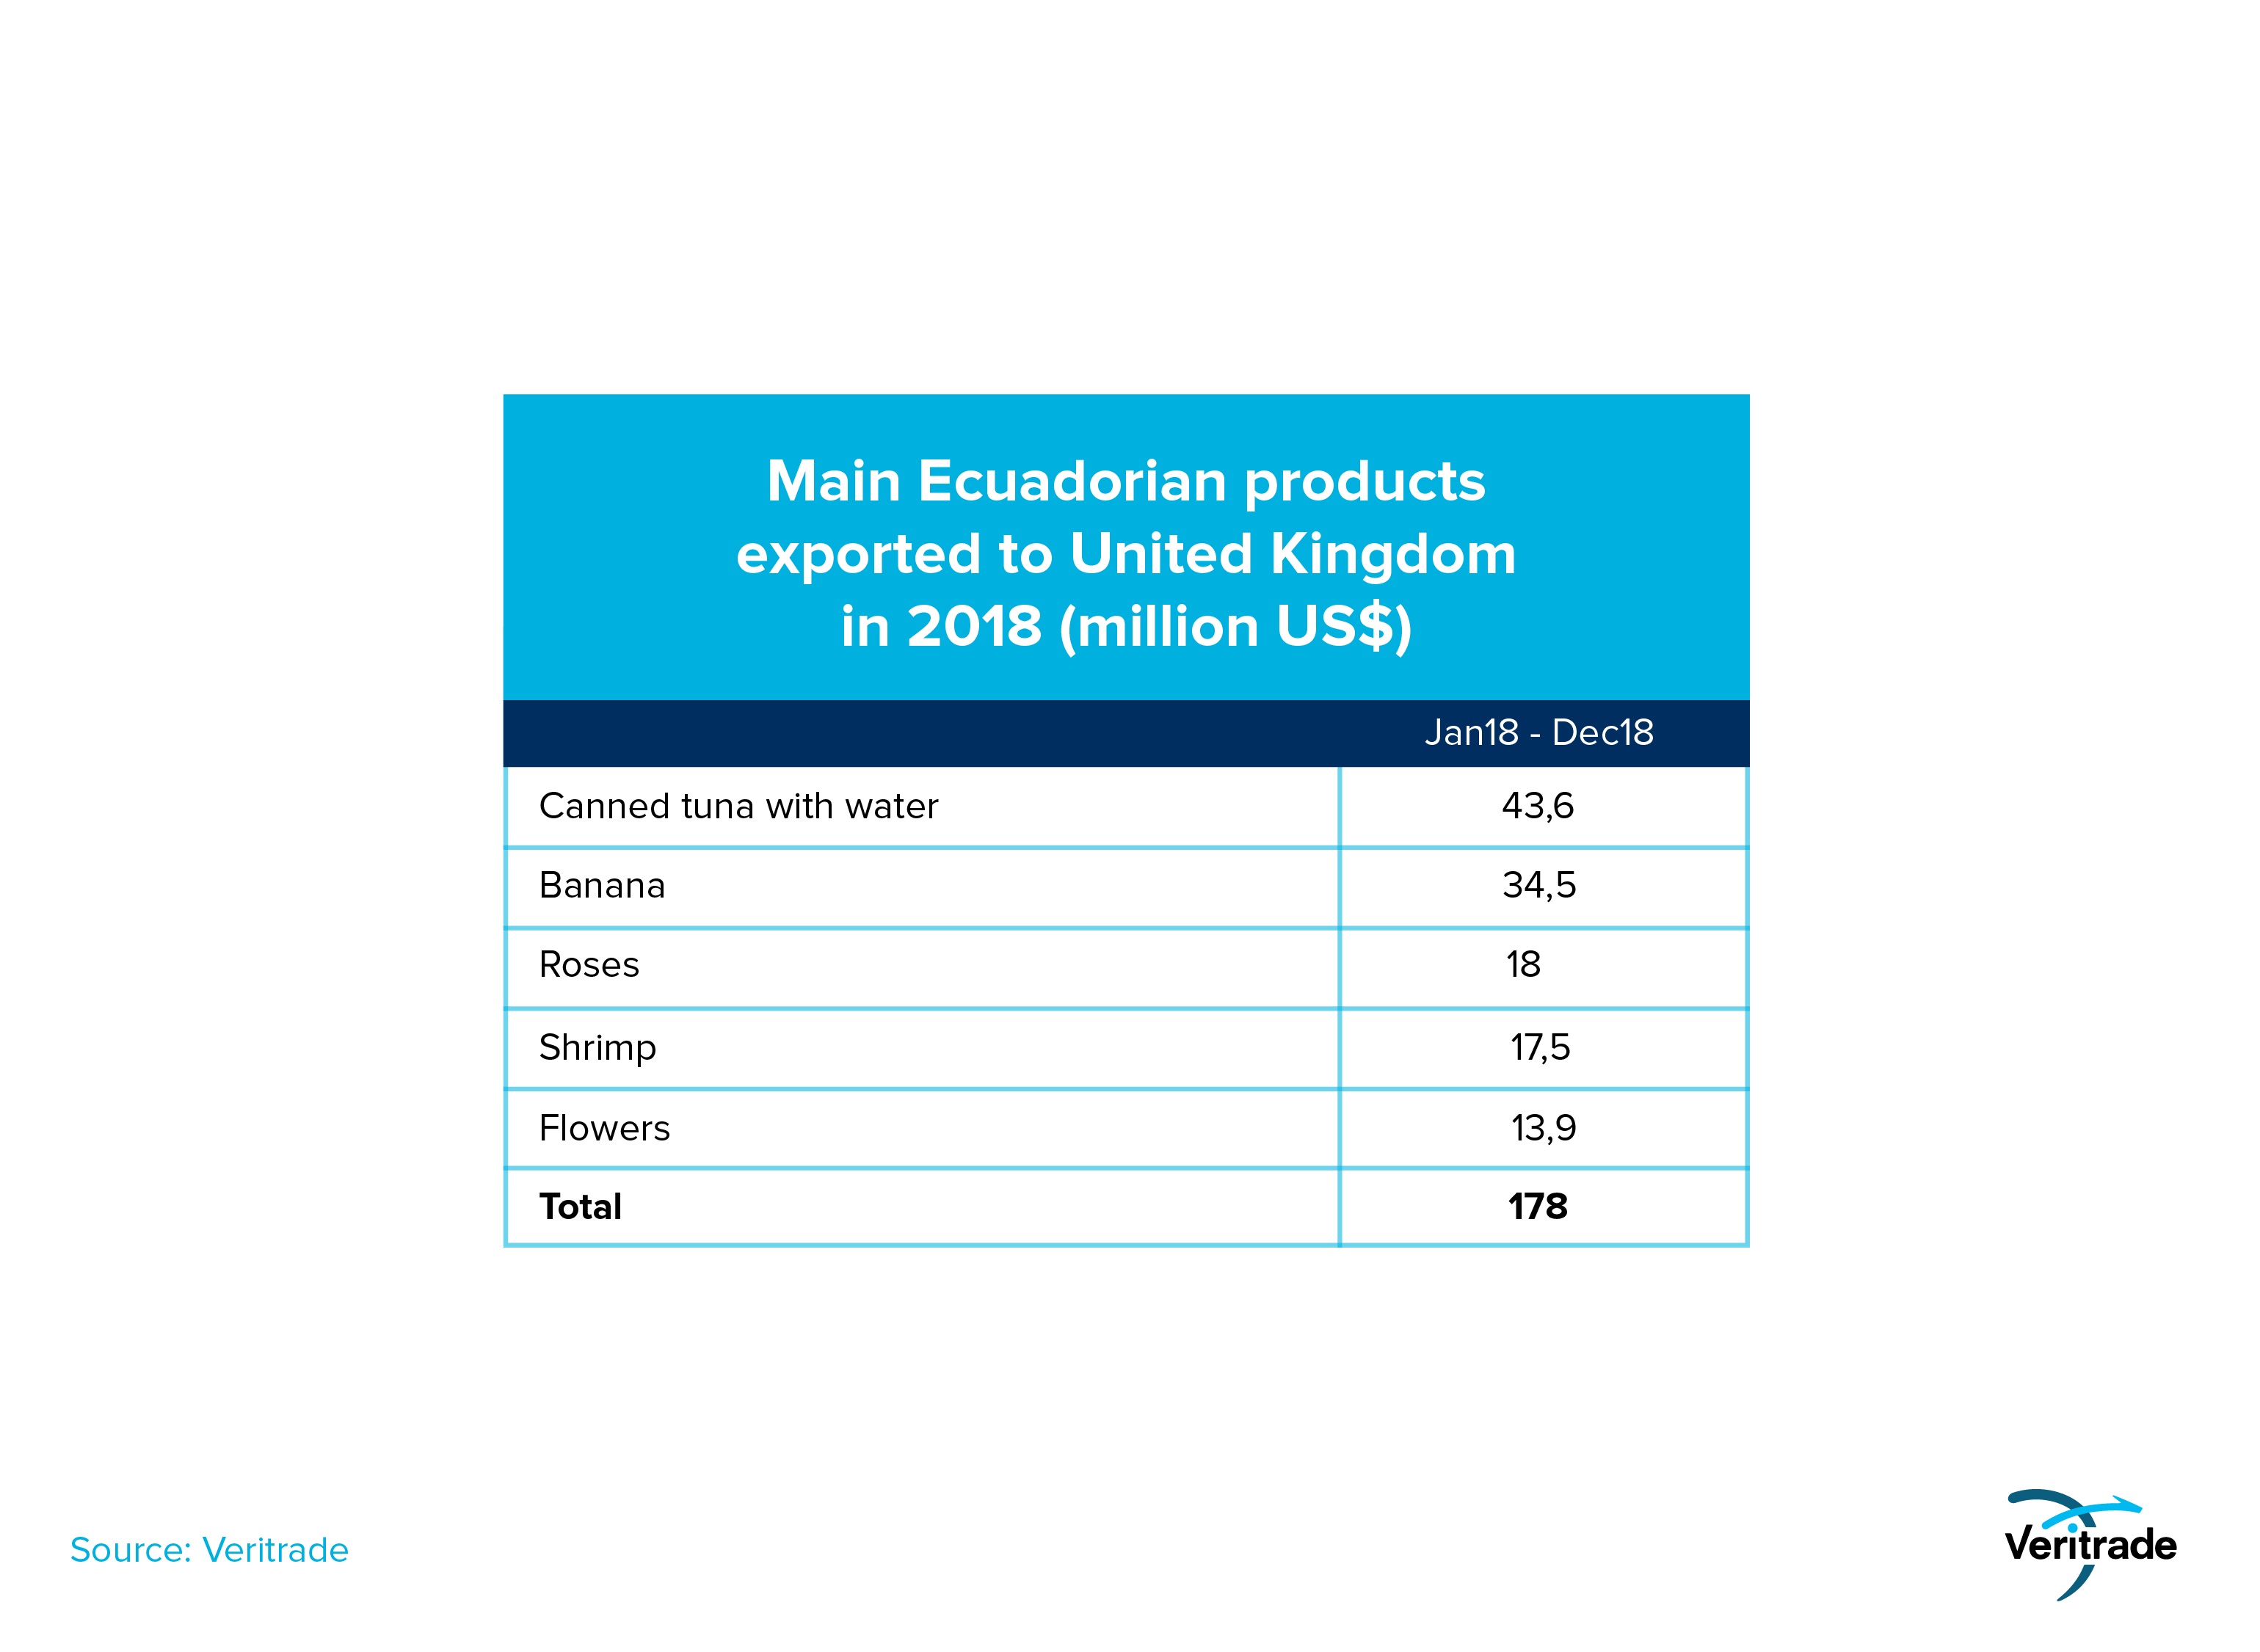 Main Ecuadorian products
exported to United Kingdom
in 2018 (million US$)
Jan18 - Dec18
Canned tuna with water 43,6
Banana 34,5
Roses 18
Shrimp 17,5
Flowers 13,9
Total 178
Source: Veritrade
Veritrade